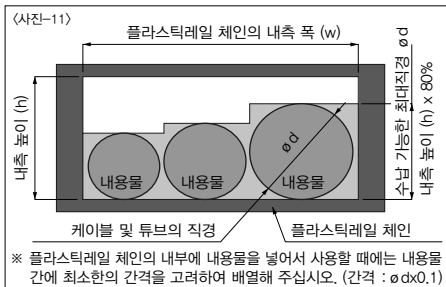 〈사진-11〉
플라스틱레일 체인의 내측 폭 (w)
내측 높이 (h)
수납 가능한 최대직경 ød
내측 높이 (h) x 80%
ød
내용물 내용물 내용물
케이블 및 튜브의 직경 플라스틱레일 체인
※ 플라스틱레일 체인의 내부에 내용물을 넣어서 사용할 때에는 내용물
간에 최소한의 간격을 고려하여 배열해 주십시오. (간격 : ødx0.1)